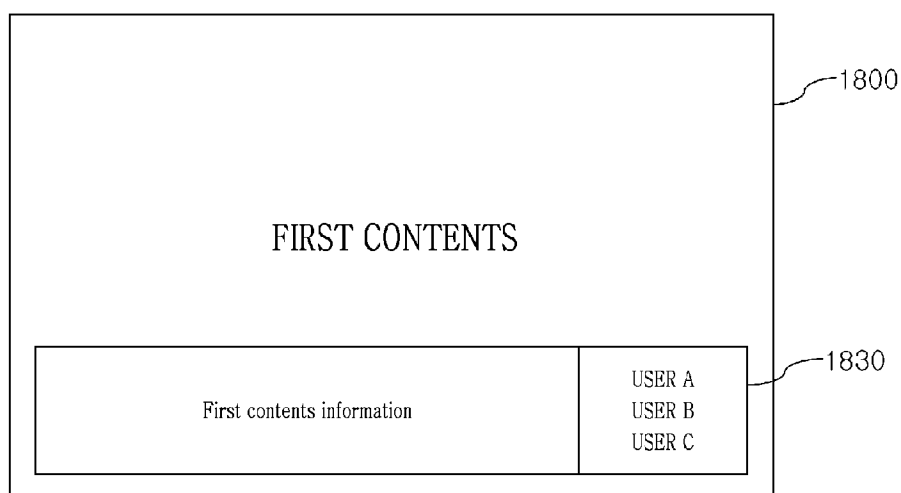 1800
FIRST CONTENTS
1830
First contents information
USER A
USER B
USER C